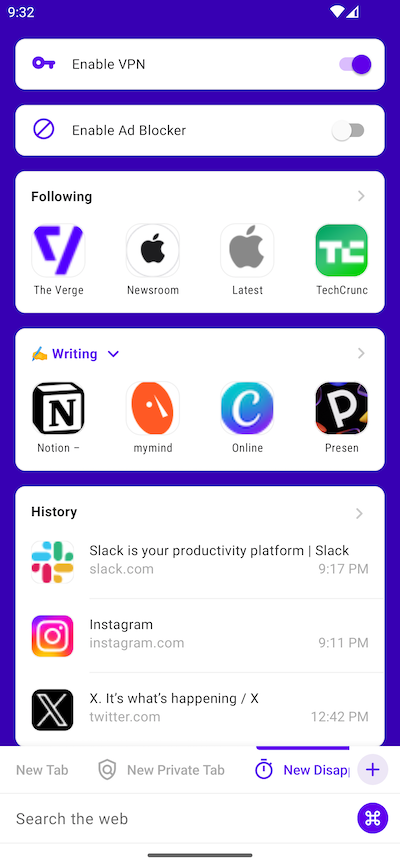 9:32
Enable VPN
Enable Ad Blocker
Following
The Verge
Newsroom
Latest
TechCrunc
✍️ Writing
Notion –
mymind
Online
Presen
History
Slack is your productivity platform | Slack
slack.com 9:17 PM
Instagram
instagram.com 9:11 PM
X. It’s what’s happening / X
twitter.com 12:42 PM
New Tab New Private Tab New Disap
Search the web